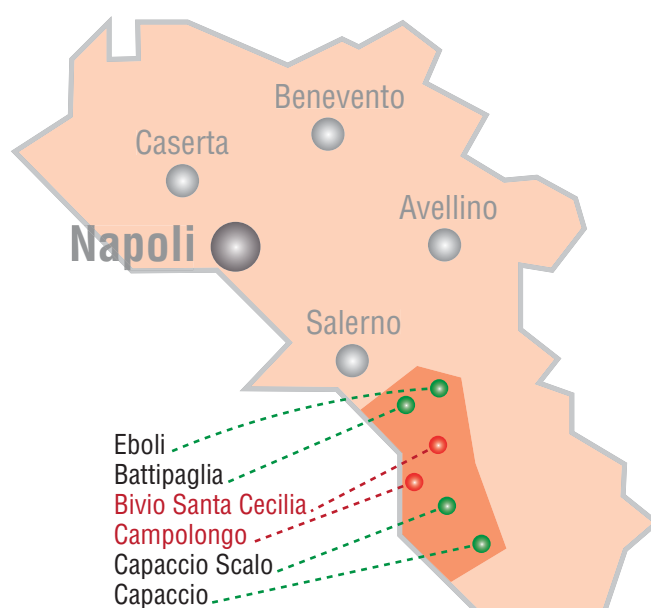 Benevento
Caserta
Avellino
Napoli
Salerno
Eboli
Battipaglia
Bivio Santa Cecilia
Campolongo
Capaccio Scalo
Capaccio